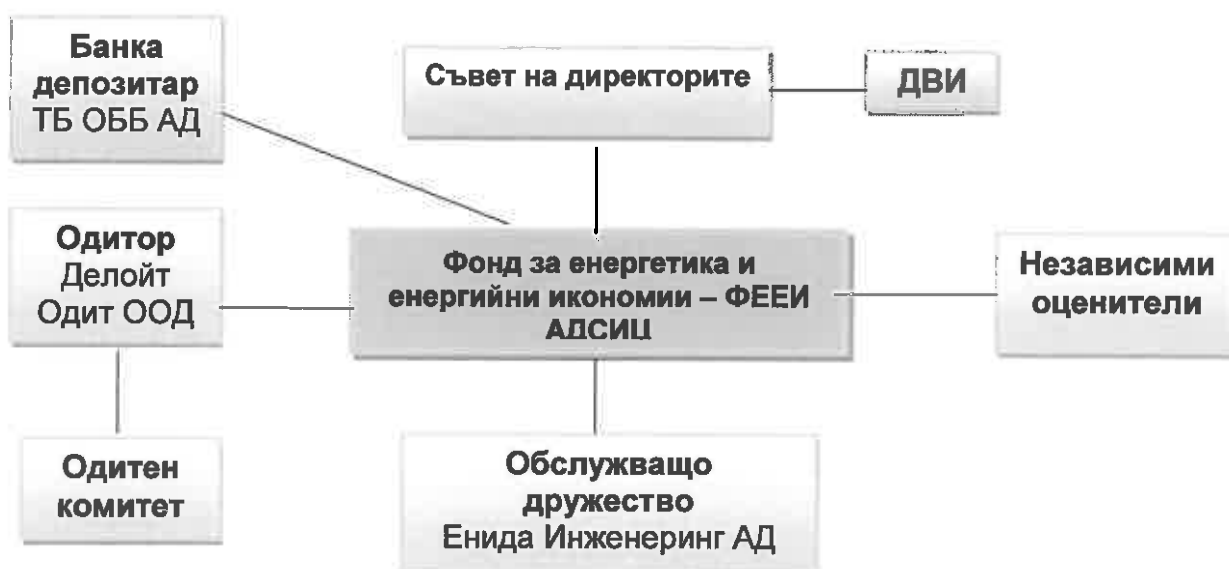 Банка
депозитар
ТБ ОББ АД
Съвет на директорите
ДВИ
Одитор
Делойт
Одит ООД
Фонд за енергетика и
енергийни икономии – ФЕЕИ
АДСИЦ
Независими
оценители
Одитен
комитет
Обслужващо
дружество
Енида Инженеринг АД